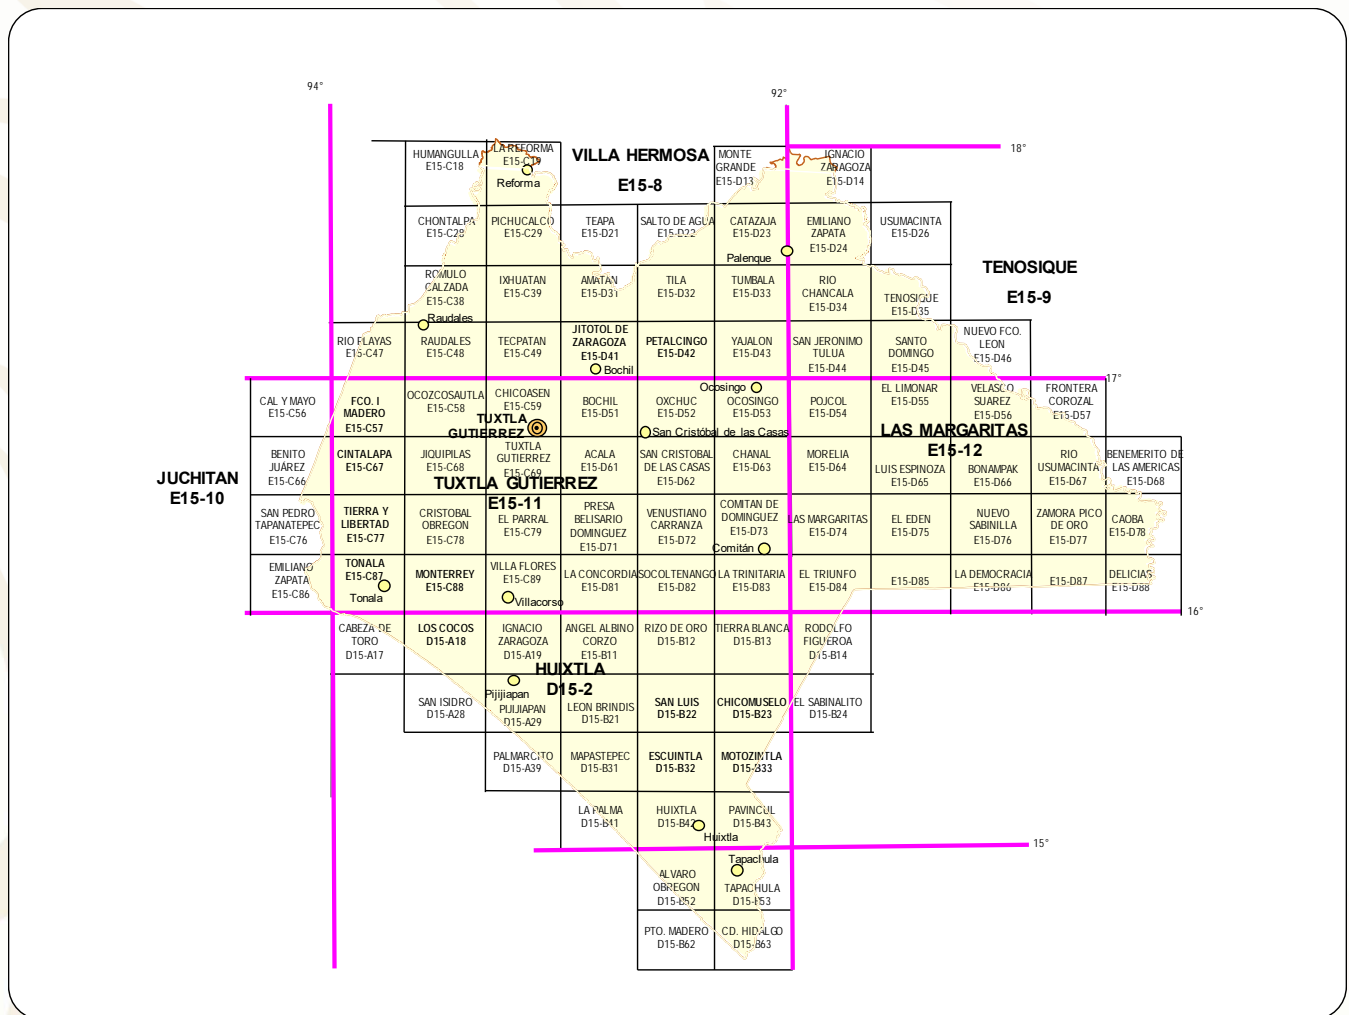 94°
92°
18°
HUMANGULLA
E15-C18
LA REFORMA
E15-C19
Reforma
VILLA HERMOSA
E15-8
MONTE
GRANDE
E15-D13
IGNACIO
ZARAGOZA
E15-D14
CHONTALPA
E15-C28
PICHUCALCO
E15-C29
TEAPA
E15-D21
SALTO DE AGUA
E15-D22
CATAZAJA
E15-D23
EMILIANO
ZAPATA
E15-D24
USUMACINTA
E15-D26
Palenque
TENOSIQUE
E15-9
ROMULO
CALZADA
E15-C38
IXHUATAN
E15-C39
AMATAN
E15-D31
TILA
E15-D32
TUMBALA
E15-D33
RIO
CHANCALA
E15-D34
TENOSIQUE
E15-D35
Raudales
RIO PLAYAS
E15-C47
RAUDALES
E15-C48
TECPATAN
E15-C49
JITOTOL DE
ZARAGOZA
E15-D41
Bochil
PETALCINGO
E15-D42
YAJALON
E15-D43
SAN JERONIMO
TULUA
E15-D44
SANTO
DOMINGO
E15-D45
NUEVO FCO.
LEON
E15-D46
17°
CAL Y MAYO
E15-C56
FCO. I
MADERO
E15-C57
OCOZCOSAUTLA
E15-C58
CHICOASEN
E15-C59
TUXTLA
GUTIERREZ
BOCHIL
E15-D51
OXCHUC
E15-D52
Ocosingo
OCOSINGO
E15-D53
San Cristóbal de las Casas
POJCOL
E15-D54
EL LIMONAR
E15-D55
VELASCO
SUAREZ
E15-D56
FRONTERA
COROZAL
E15-D57
LAS MARGARITAS
E15-12
JUCHITAN
E15-10
BENITO
JUÁREZ
E15-C66
CINTALAPA
E15-C67
JIQUIPILAS
E15-C68
TUXTLA
GUTIERREZ
E15-C69
ACALA
E15-D61
SAN CRISTOBAL
DE LAS CASAS
E15-D62
CHANAL
E15-D63
MORELIA
E15-D64
LUIS ESPINOZA
E15-D65
BONAMPAK
E15-D66
RIO
USUMACINTA
E15-D67
BENEMERITO DE
LAS AMERICAS
E15-D68
TUXTLA GUTIERREZ
E15-11
SAN PEDRO
TAPANATEPEC
E15-C76
TIERRA Y
LIBERTAD
E15-C77
CRISTOBAL
OBREGON
E15-C78
EL PARRAL
E15-C79
PRESA
BELISARIO
DOMINGUEZ
E15-D71
VENUSTIANO
CARRANZA
E15-D72
COMITAN DE
DOMINGUEZ
E15-D73
Comitán
LAS MARGARITAS
E15-D74
EL EDEN
E15-D75
NUEVO
SABINILLA
E15-D76
ZAMORA PICO
DE ORO
E15-D77
CAOBA
E15-D78
EMILIANO
ZAPATA
E15-C86
TONALA
E15-C87
Tonala
MONTERREY
E15-C88
VILLA FLORES
E15-C89
Villacorso
LA CONCORDIA
E15-D81
SOCOLTENANGO
E15-D82
LA TRINITARIA
E15-D83
EL TRIUNFO
E15-D84
E15-D85
LA DEMOCRACIA
E15-D86
E15-D87
DELICIAS
E15-D88
16°
CABEZA DE
TORO
D15-A17
LOS COCOS
D15-A18
IGNACIO
ZARAGOZA
D15-A19
ANGEL ALBINO
CORZO
E15-B11
RIZO DE ORO
D15-B12
TIERRA BLANCA
D15-B13
RODOLFO
FIGUEROA
D15-B14
HUIXTLA
D15-2
SAN ISIDRO
D15-A28
Pijijiapan
PIJIJIAPAN
D15-A29
LEON BRINDIS
D15-B21
SAN LUIS
D15-B22
CHICOMUSELO
D15-B23
EL SABINALITO
D15-B24
PALMARCITO
D15-A39
MAPASTEPEC
D15-B31
ESCUINTLA
D15-B32
MOTOZINTLA
D15-B33
LA PALMA
D15-B41
HUIXTLA
D15-B42
Huixtla
PAVINCUL
D15-B43
15°
ALVARO
OBREGON
D15-B52
Tapachula
TAPACHULA
D15-B53
PTO. MADERO
D15-B62
CD. HIDALGO
D15-B63